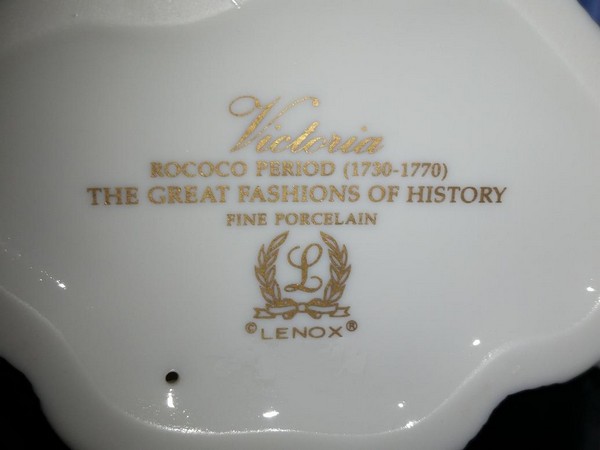 Victoria
ROCOCO PERIOD (1730-1770)
THE GREAT FASHIONS OF HISTORY
FINE PORCELAIN
L
©LENOX®